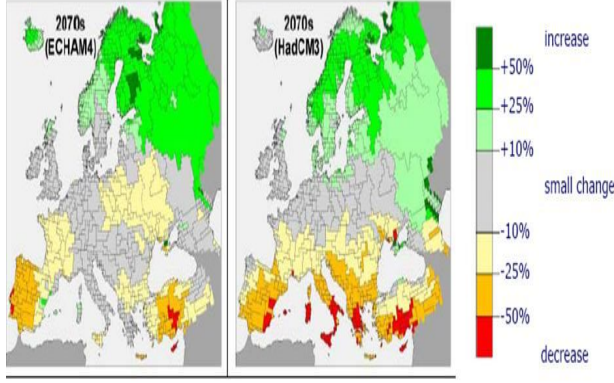 2070s
(ECHAM4)
2070s
(HadCM3)
increase
+50%
+25%
+10%
small change
-10%
-25%
-50%
decrease